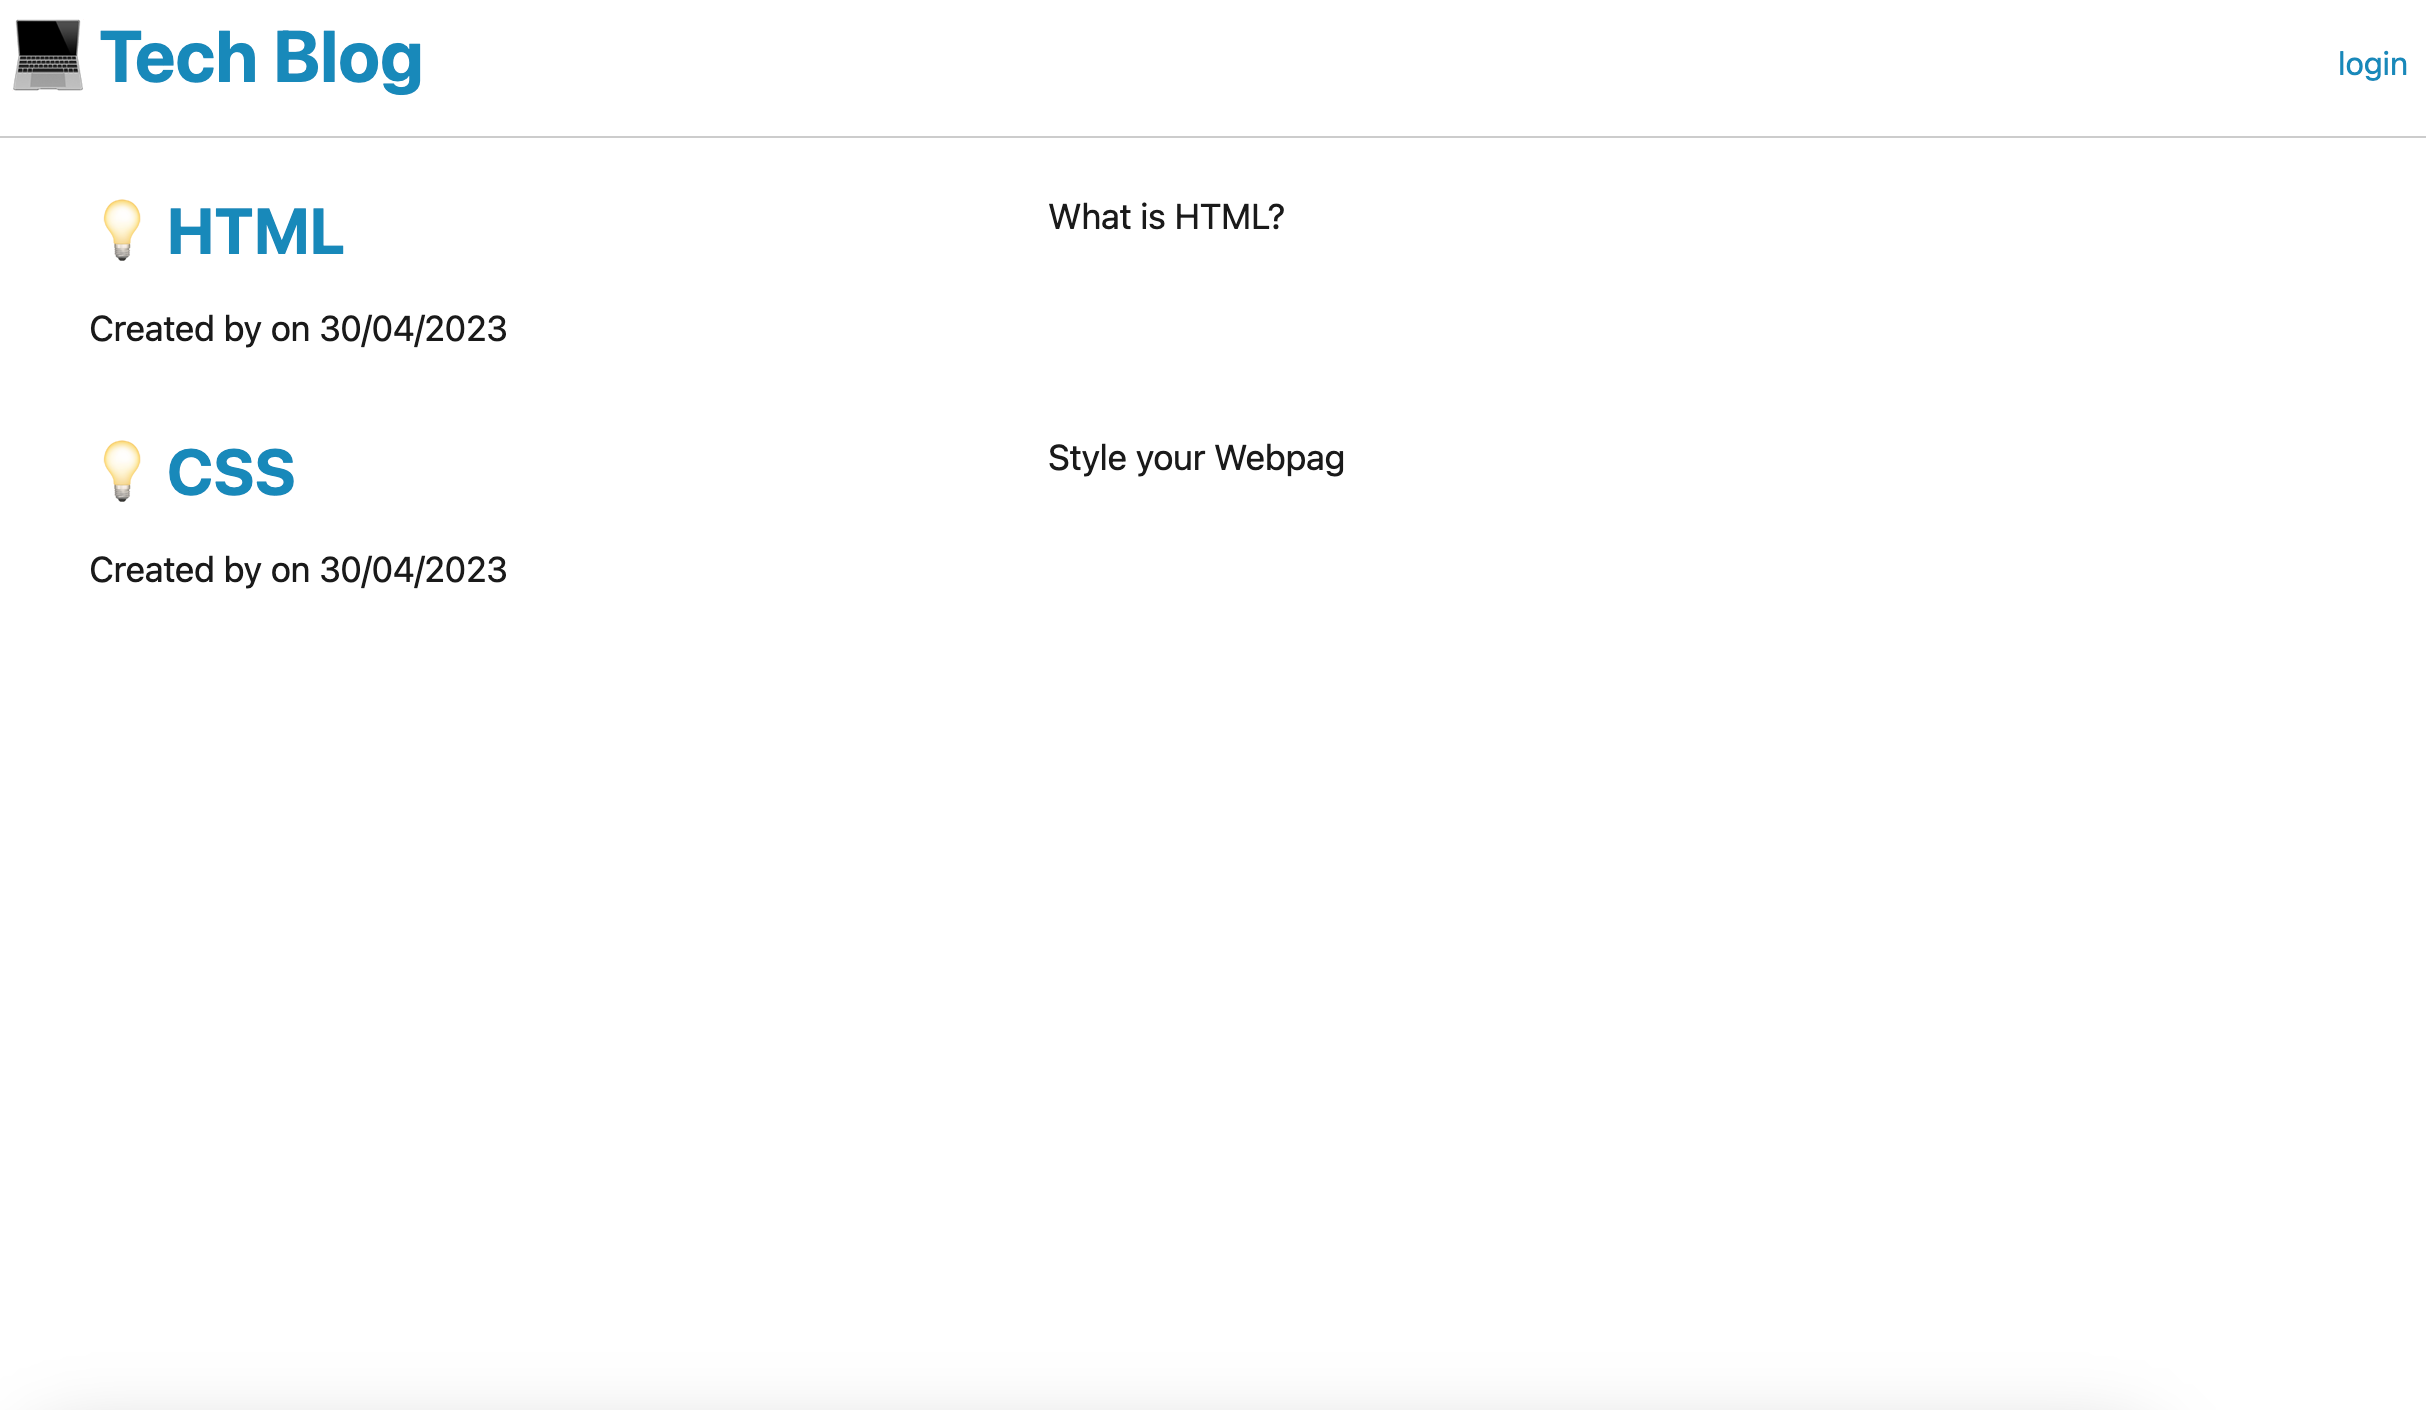 Tech Blog
login
HTML
What is HTML?
Created by on 30/04/2023
CSS
Style your Webpag
Created by on 30/04/2023